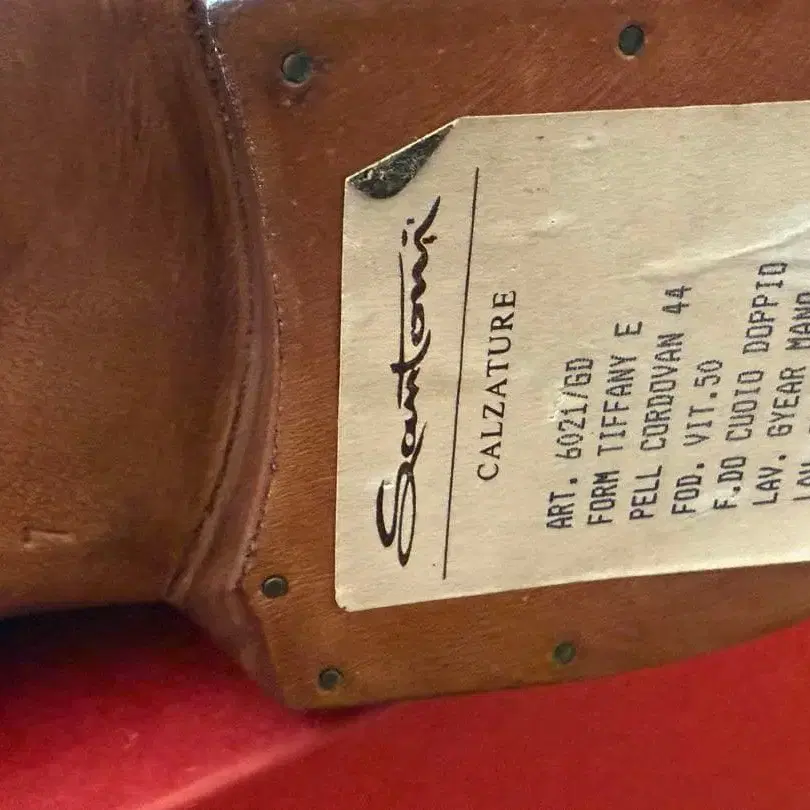 Santoni
CALZATURE
ART. 6021/GD
FORM TIFFANY E
PELL CORDOVAN 44
FOD. VIT.50
F.DO CUOIO DOPPIO
LAV. GYEAR MANO
LAV.